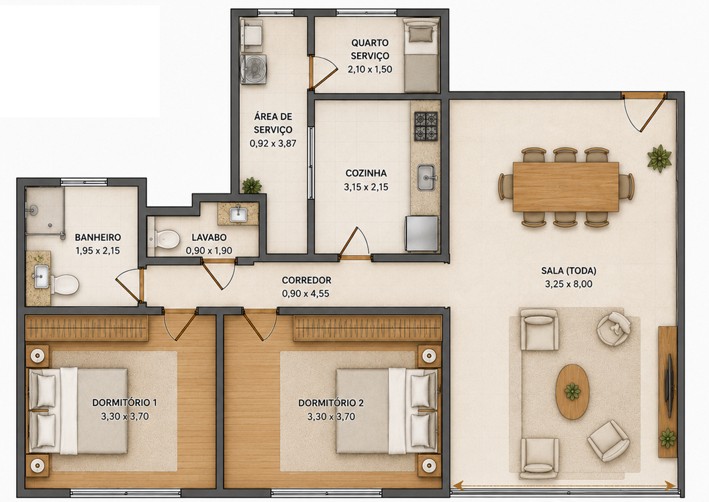 QUARTO
SERVIÇO
2,10 x 1,50
ÁREA DE
SERVIÇO
0,92 x 3,87
COZINHA
3,15 x 2,15
BANHEIRO
1,95 x 2,15
LAVABO
0,90 x 1,90
CORREDOR
0,90 x 4,55
SALA (TODA)
3,25 x 8,00
DORMITÓRIO 1
3,30 x 3,70
DORMITÓRIO 2
3,30 x 3,70